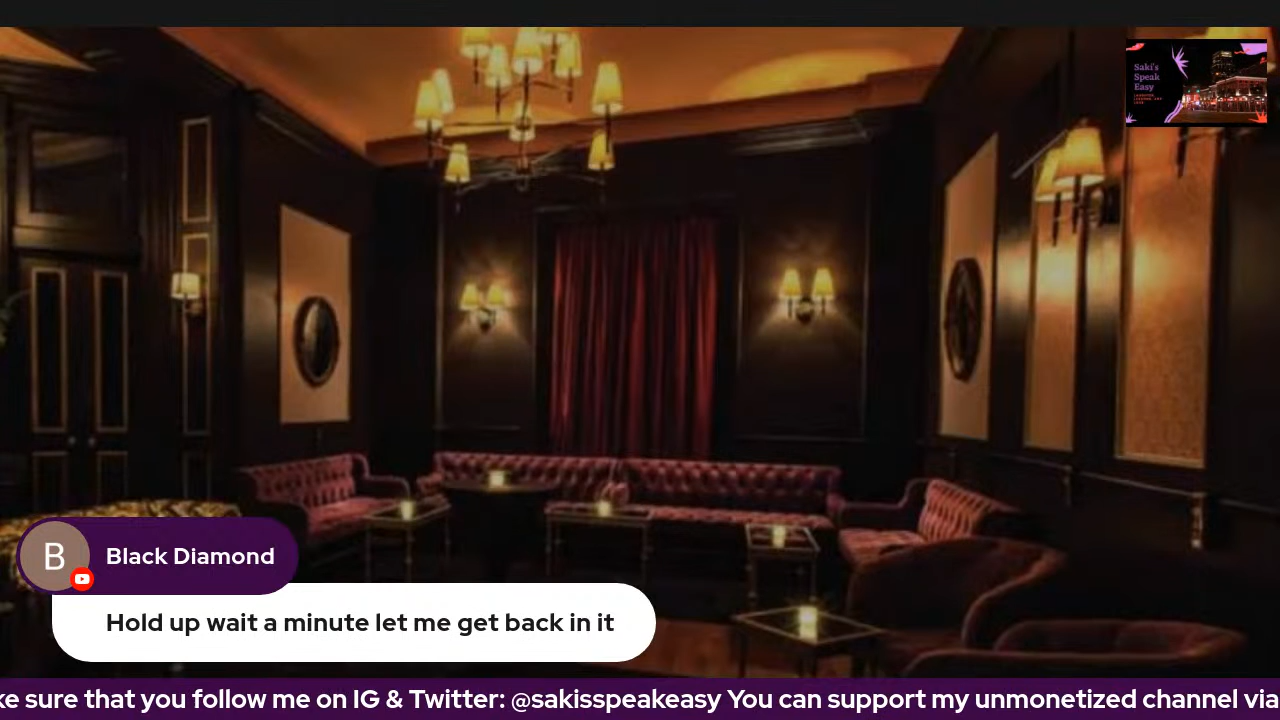 Saki's
Speak
Easy
B
Black Diamond
Hold up wait a minute let me get back in it
ke sure that you follow me on IG & Twitter: @sakisspeakeasy You can support my unmonetized channel via